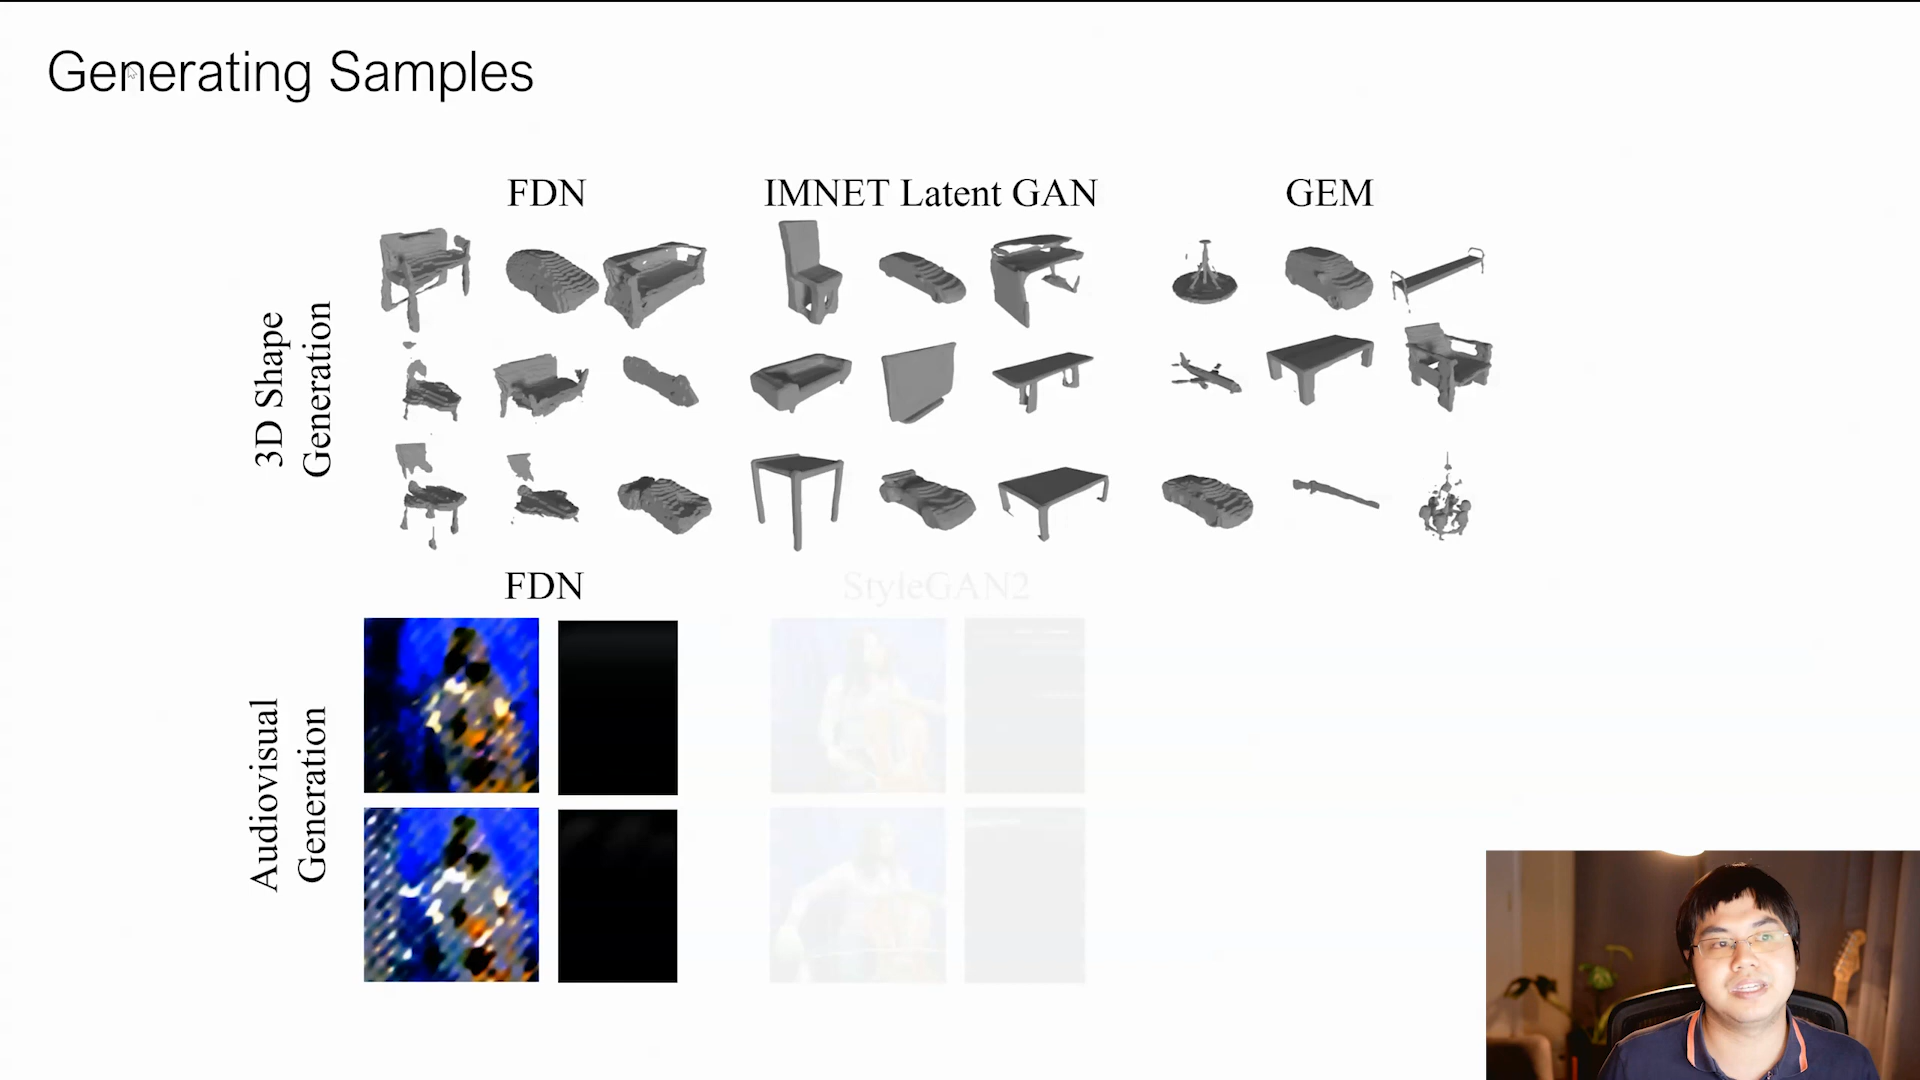 Generating Samples
FDN
IMNET Latent GAN
GEM
3D Shape
Generation
FDN
StyleGAN2
Audiovisual
Generation